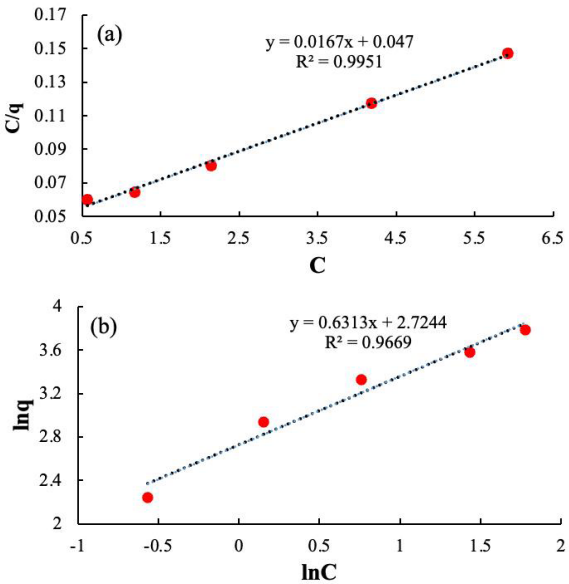 (a)
y = 0.0167x + 0.047
R² = 0.9951
C/q
0.17
0.15
0.13
0.11
0.09
0.07
0.05
0.5 1.5 2.5 3.5 4.5 5.5 6.5
C
(b)
y = 0.6313x + 2.7244
R² = 0.9669
lnq
4
3.6
3.2
2.8
2.4
2
-1 -0.5 0 0.5 1 1.5 2
lnC